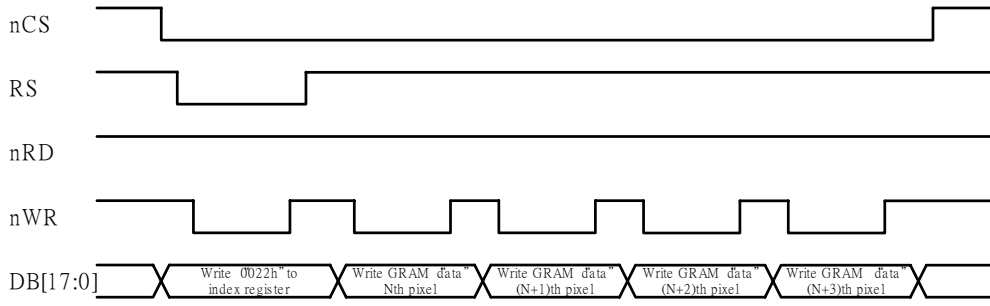 nCS
RS
nRD
nWR
DB[17:0]
Write "0022h" to
index register
Write GRAM "data"
Nth pixel
Write GRAM "data"
(N+1)th pixel
Write GRAM "data"
(N+2)th pixel
Write GRAM "data"
(N+3)th pixel